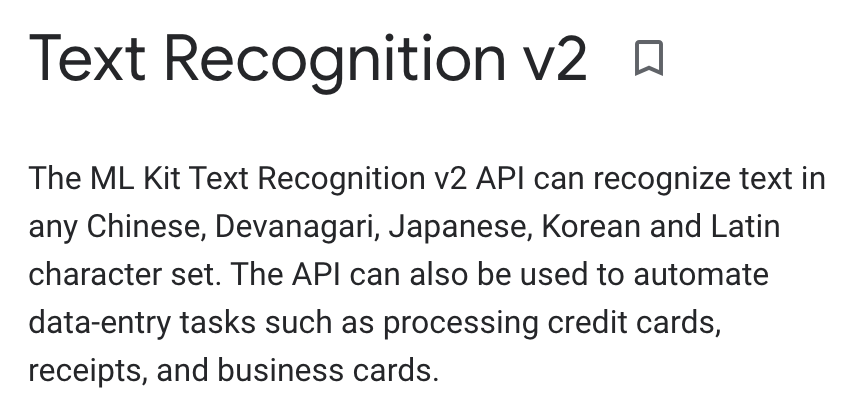 Text Recognition v2
The ML Kit Text Recognition v2 API can recognize text in
any Chinese, Devanagari, Japanese, Korean and Latin
character set. The API can also be used to automate
data-entry tasks such as processing credit cards,
receipts, and business cards.